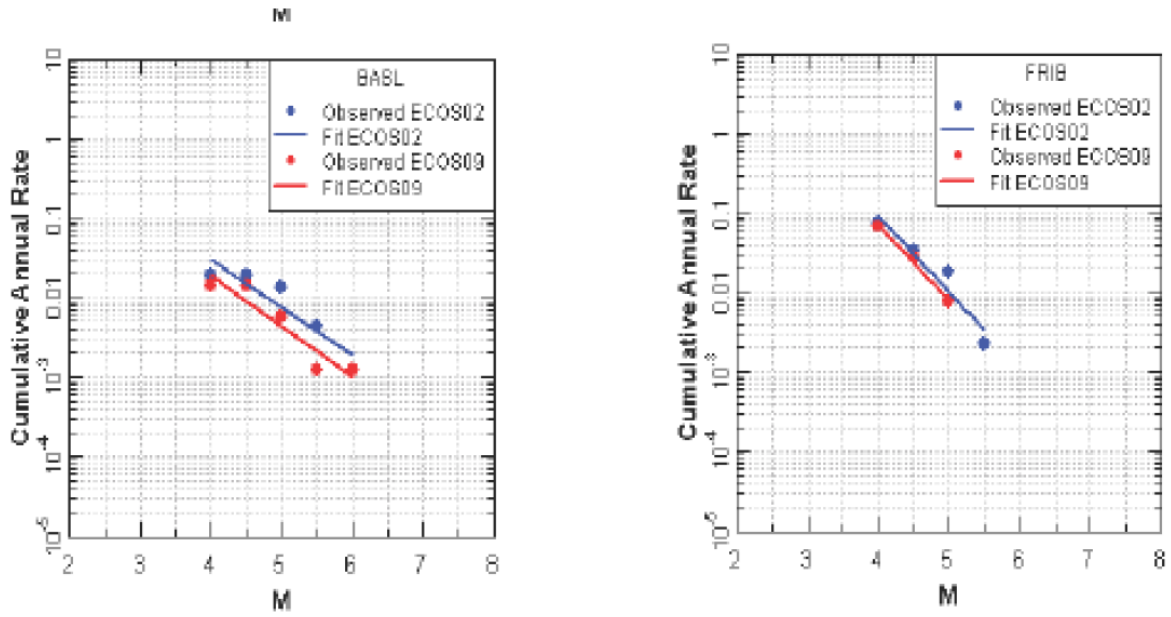 M
BASL
Observed ECOS02
Fit ECOS02
Observed ECOS09
Fit ECOS09
Cumulative Annual Rate
10
1
0.1
0.01
10-3
10-4
10-5
2 3 4 5 6 7 8
M
FRIB
Observed ECOS02
Fit ECOS02
Observed ECOS09
Fit ECOS09
Cumulative Annual Rate
10
1
0.1
0.01
10-3
10-4
10-5
2 3 4 5 6 7 8
M